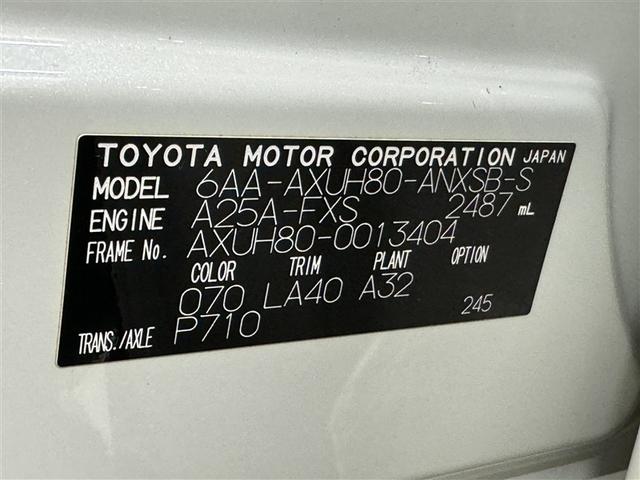 TOYOTA MOTOR CORPORATION JAPAN
MODEL 6AA-AXUH80-ANXSB-S
ENGINE A25A-FXS 2487 mL
FRAME No. AXUH80-0013404
COLOR TRIM PLANT OPTION
070 LA40 A32
TRANS./AXLE P710 245